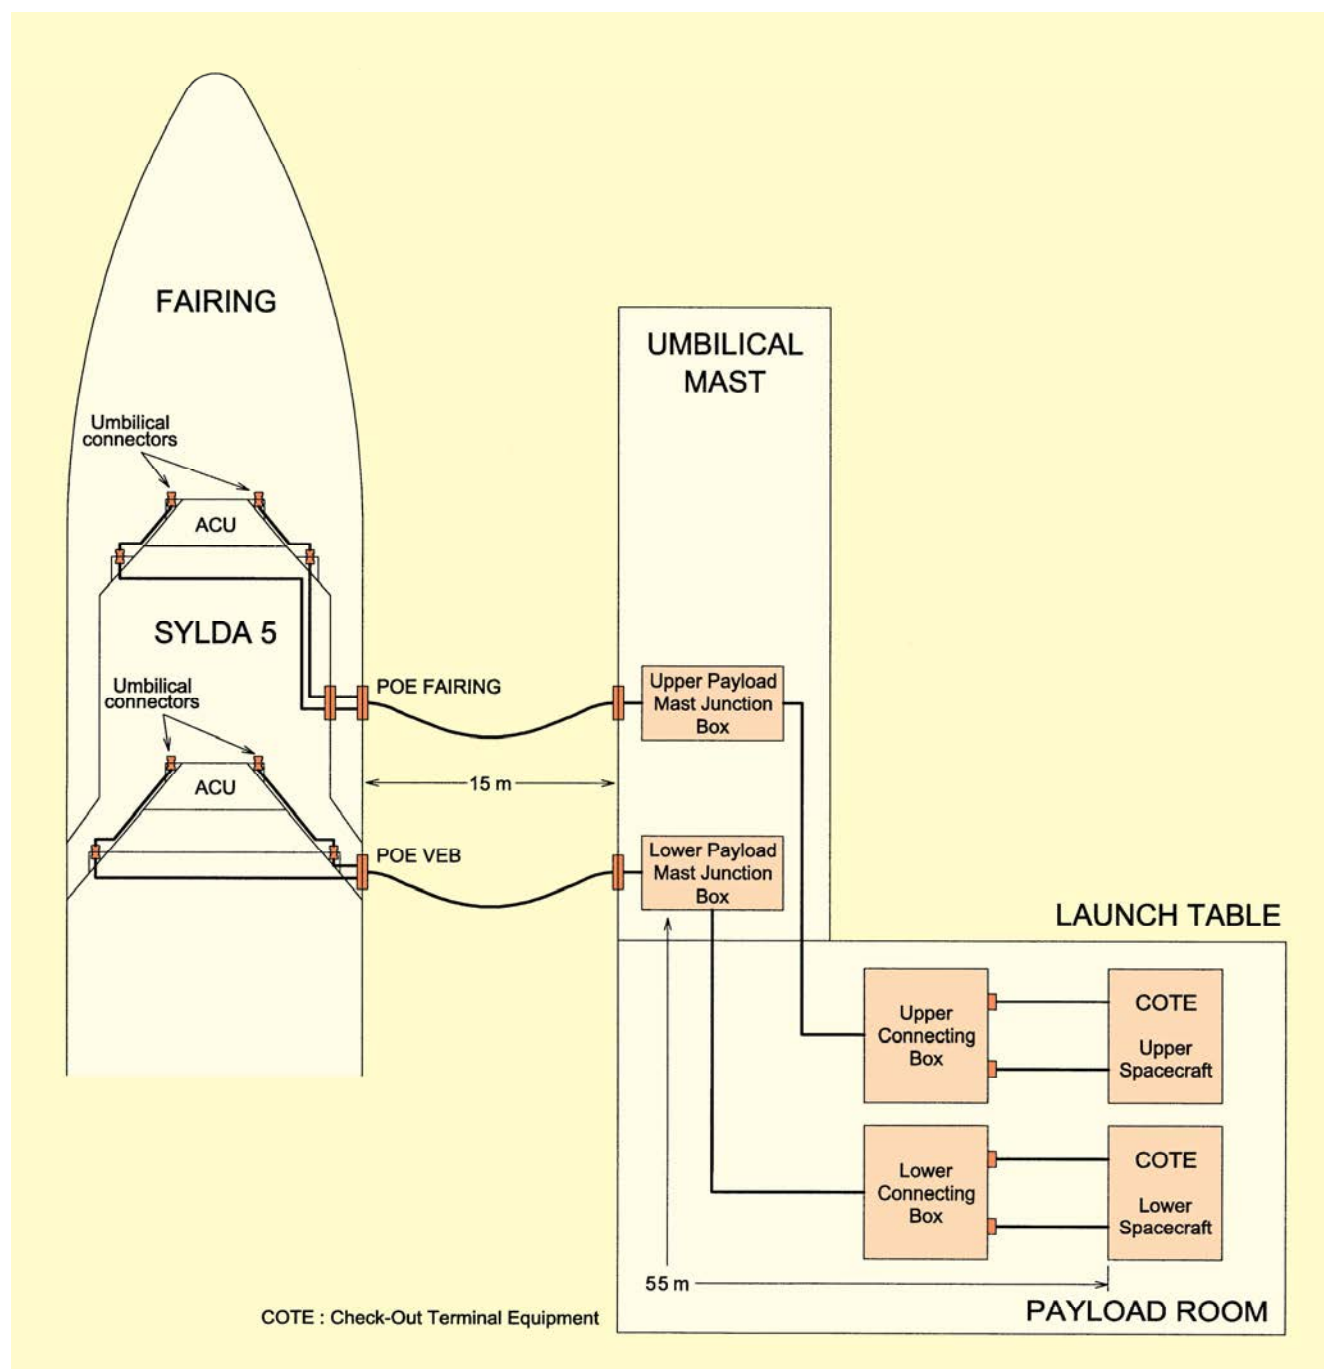 FAIRING
UMBILICAL
MAST
Umbilical
connectors
ACU
SYLDA 5
Umbilical
connectors
POE FAIRING
Upper Payload
Mast Junction
Box
15 m
ACU
POE VEB
Lower Payload
Mast Junction
Box
LAUNCH TABLE
Upper
Connecting
Box
COTE
Upper
Spacecraft
Lower
Connecting
Box
COTE
Lower
Spacecraft
55 m
COTE : Check-Out Terminal Equipment
PAYLOAD ROOM